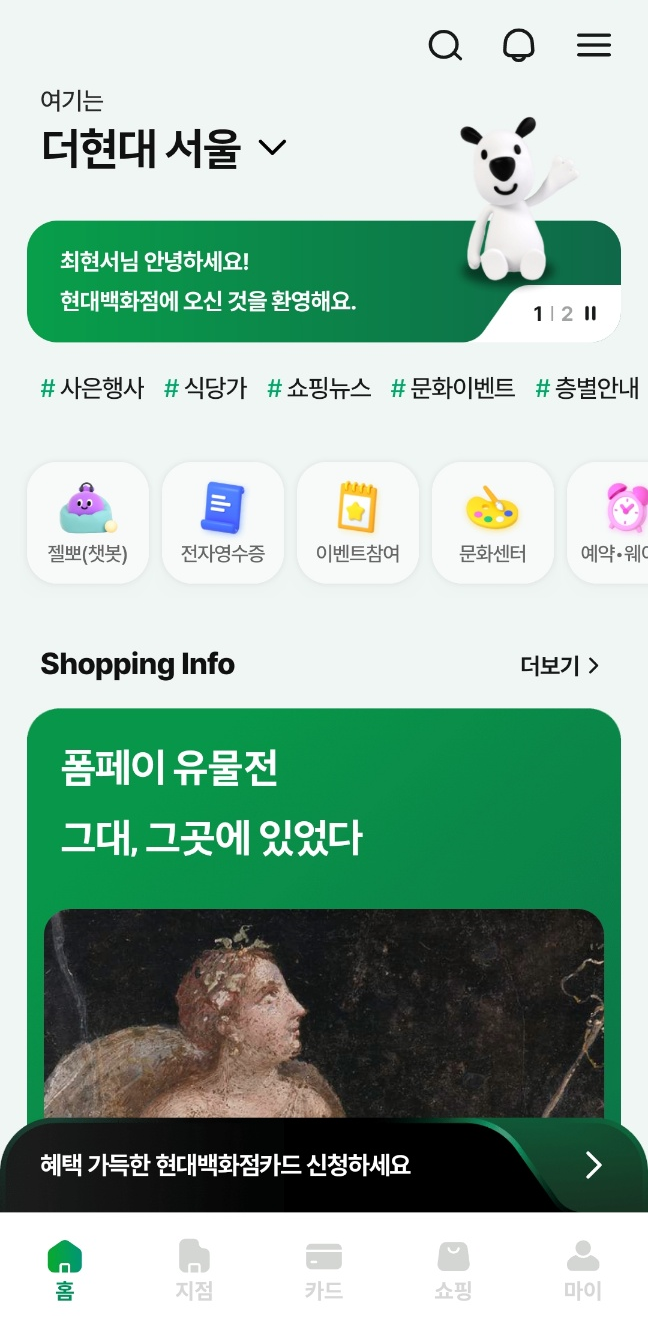 여기는
더현대 서울
최현서님 안녕하세요!
현대백화점에 오신 것을 환영해요.
1 | 2
# 사은행사 # 식당가 # 쇼핑뉴스 # 문화이벤트 # 층별안내
젤뽀(챗봇) 전자영수증 이벤트참여 문화센터 예약•웨이
Shopping Info 더보기
폼페이 유물전
그대, 그곳에 있었다
혜택 가득한 현대백화점카드 신청하세요
홈 지점 카드 쇼핑 마이